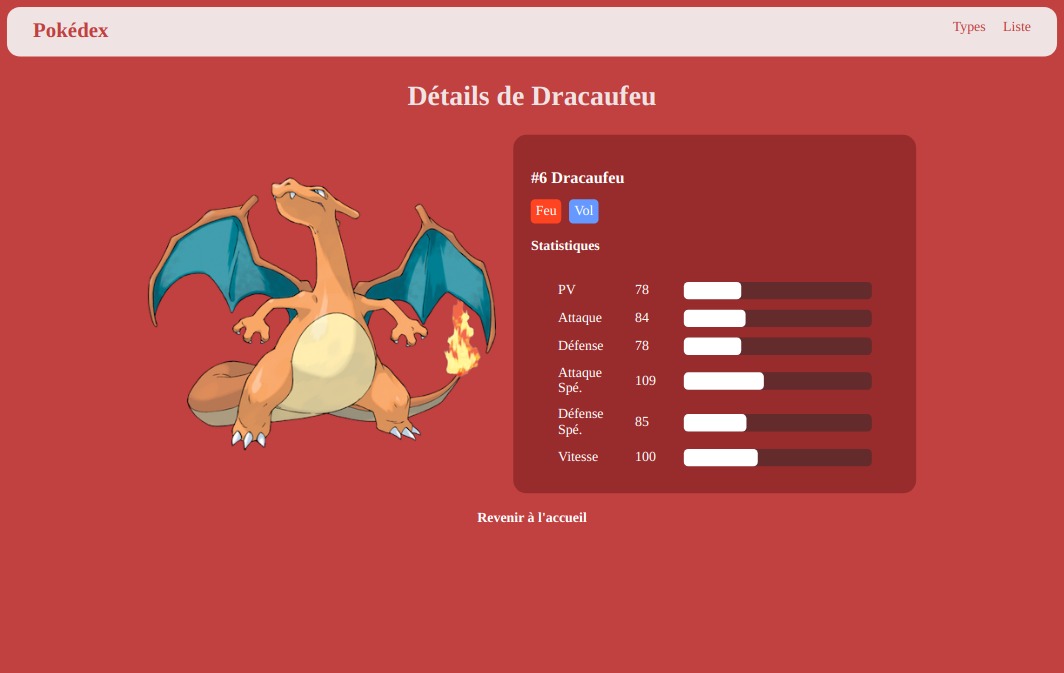 Pokédex
Types Liste
Détails de Dracaufeu
#6 Dracaufeu
Feu Vol
Statistiques
PV 78
Attaque 84
Défense 78
Attaque
Spé. 109
Défense
Spé. 85
Vitesse 100
Revenir à l'accueil